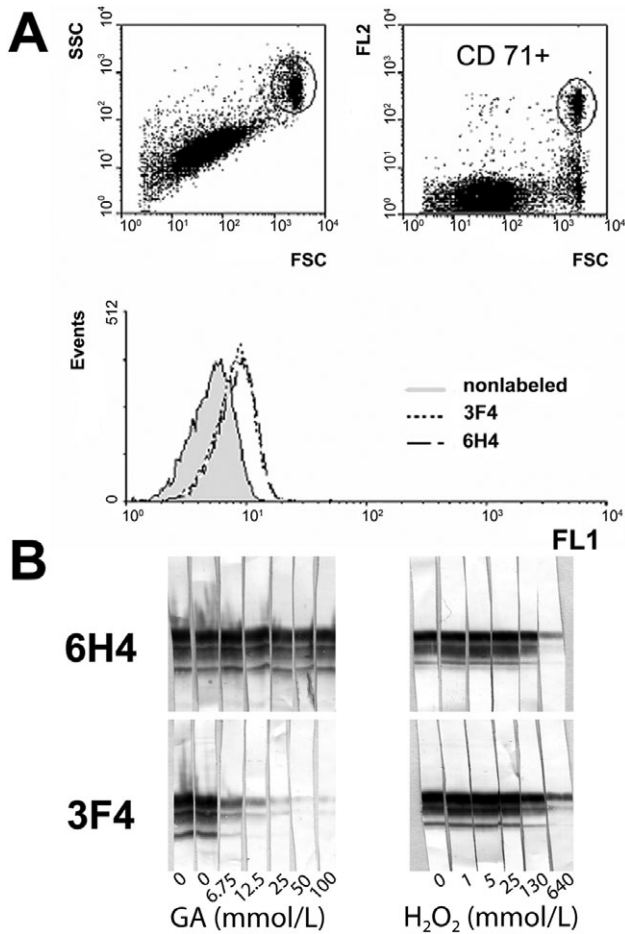 A
SSC
10⁴
10³
10²
10¹
10⁰
10⁰ 10¹ 10² 10³ 10⁴
FSC
FL2
CD 71+
10⁴
10³
10²
10¹
10⁰
10⁰ 10¹ 10² 10³ 10⁴
FSC
Events
512
0
nonlabeled
3F4
6H4
10⁰ 10¹ 10² 10³ 10⁴
FL1
B
6H4
3F4
0 0 6.75 12.5 25 50 100
GA (mmol/L)
0 1 5 25 130 640
H₂O₂ (mmol/L)